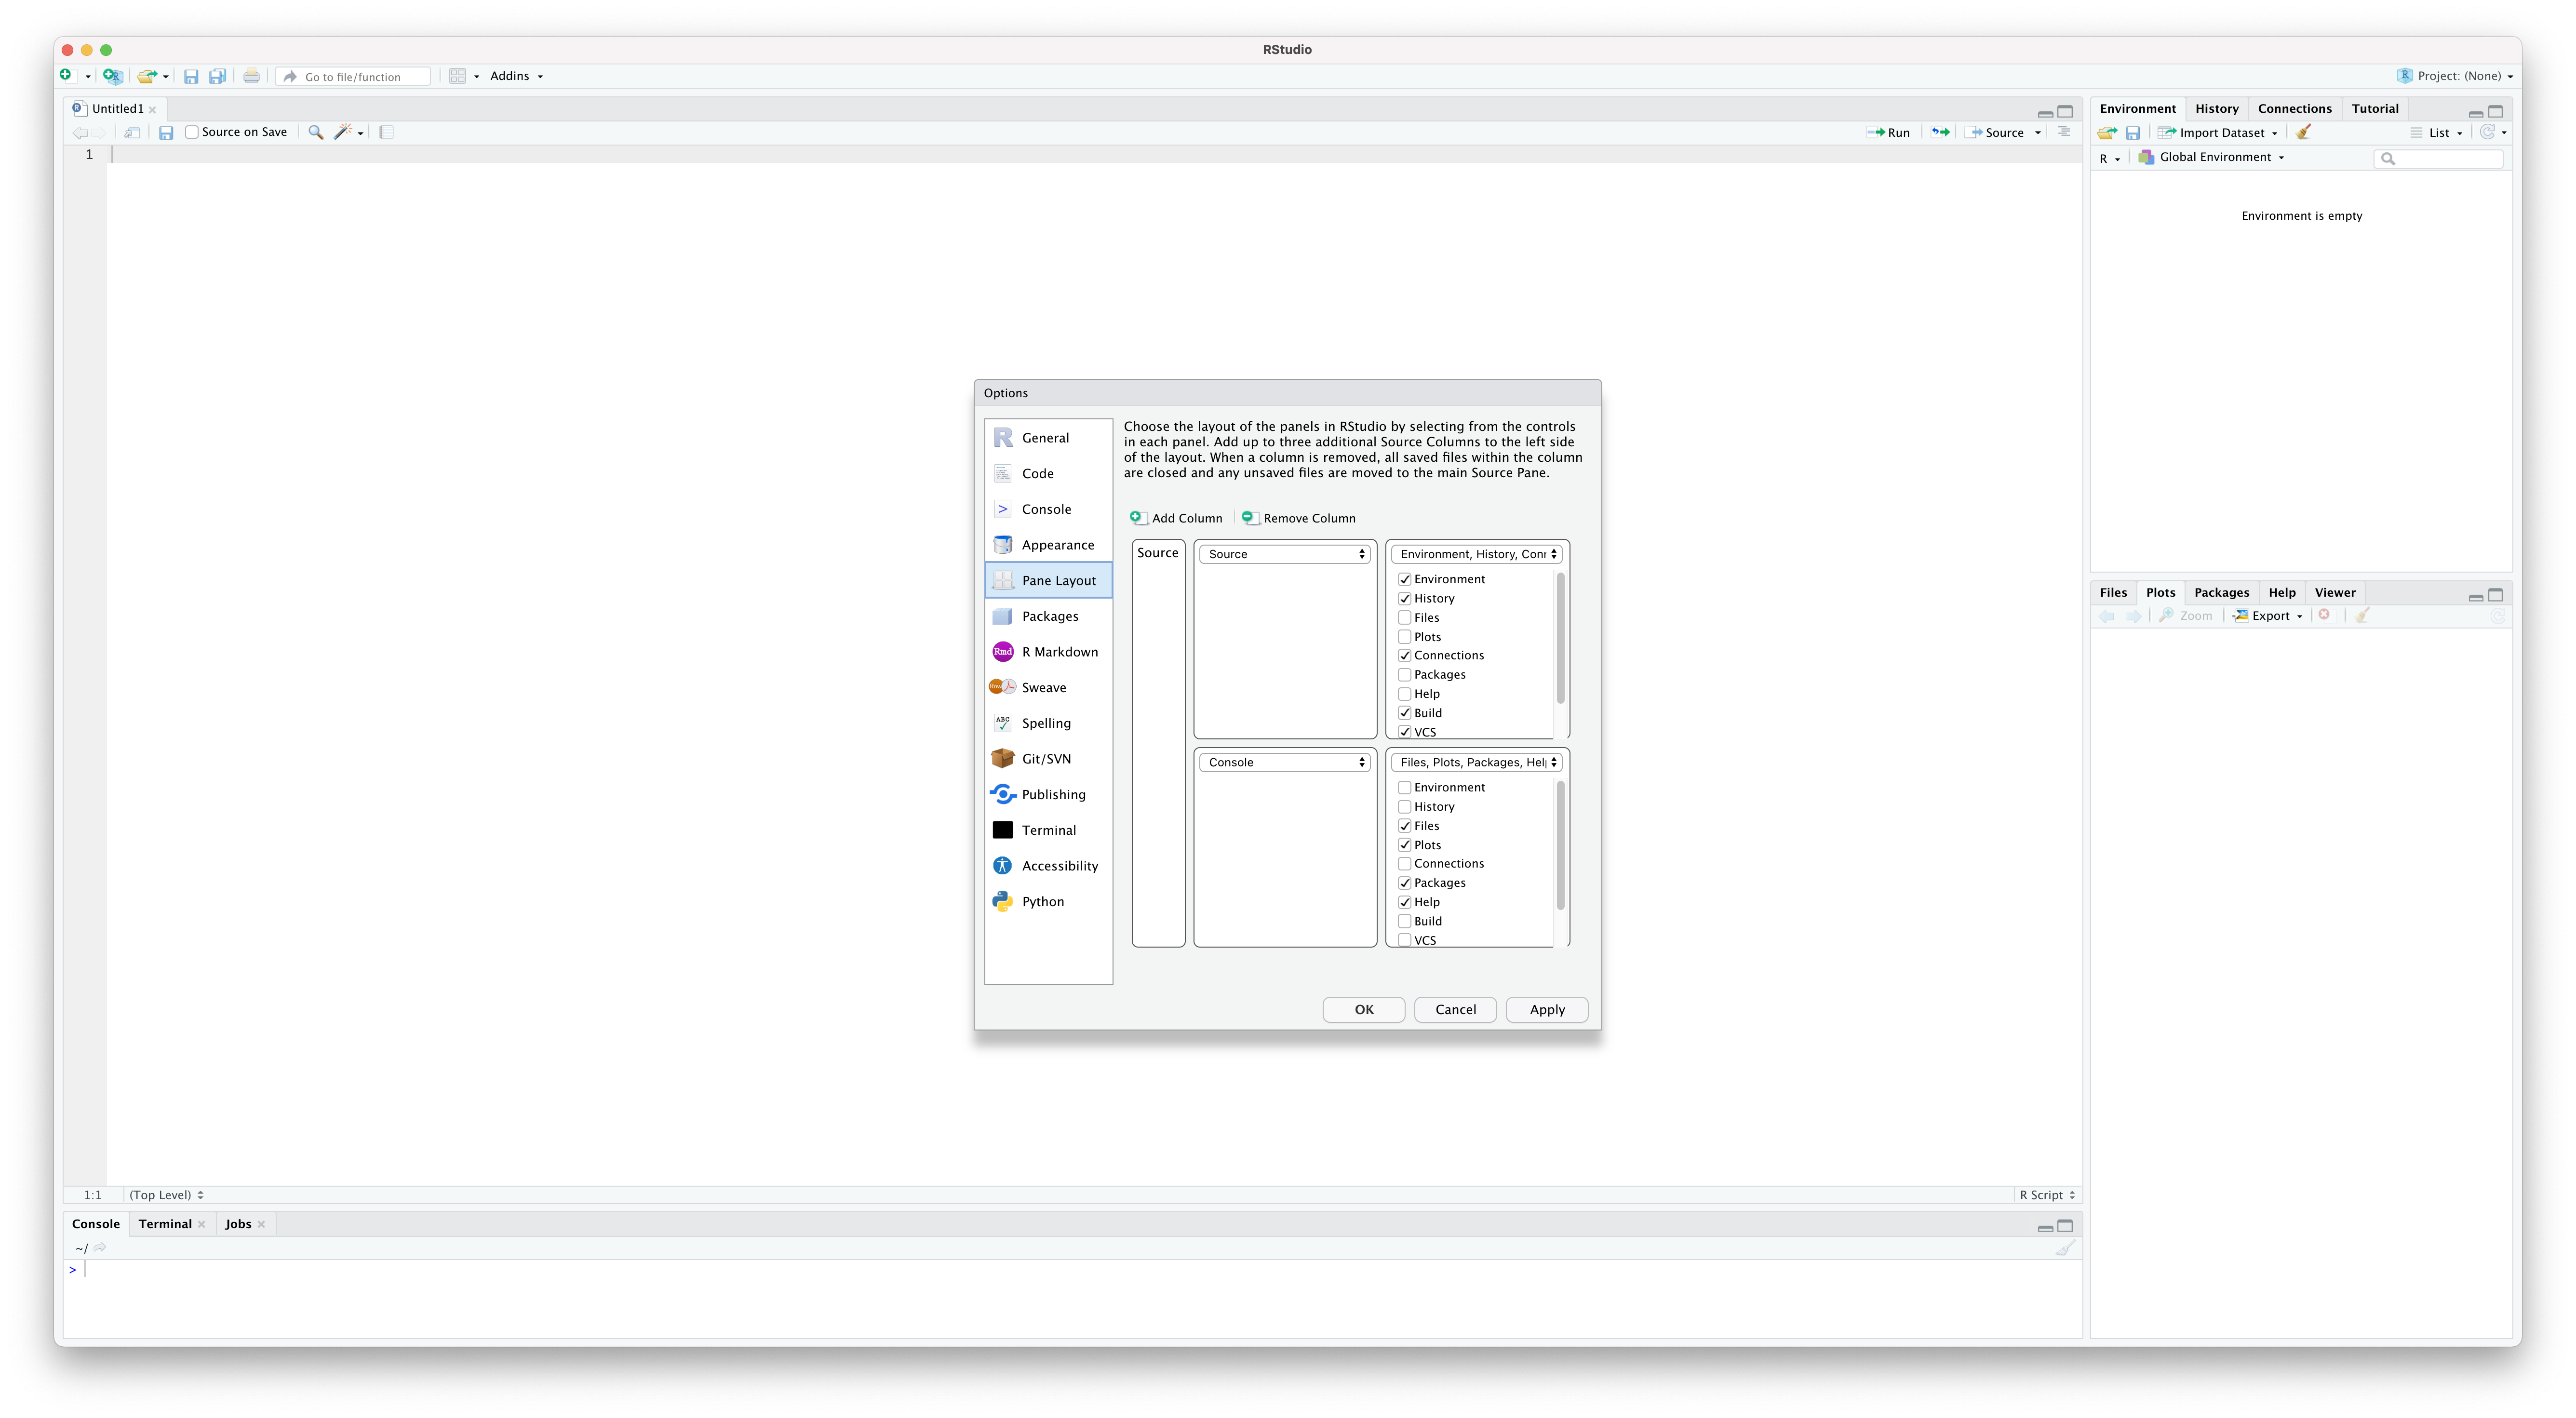 RStudio
Go to file/function
Addins
Project: (None)
Untitled1
Source on Save
Run
Source
1
Environment History Connections Tutorial
Import Dataset
List
R
Global Environment
Environment is empty
Options
General
Code
Console
Appearance
Pane Layout
Packages
Rmd R Markdown
Sweave
ABC Spelling
Git/SVN
Publishing
Terminal
Accessibility
Python
Choose the layout of the panels in RStudio by selecting from the controls
in each panel. Add up to three additional Source Columns to the left side
of the layout. When a column is removed, all saved files within the column
are closed and any unsaved files are moved to the main Source Pane.
Add Column
Remove Column
Source
Source
Environment, History, Conn
Environment
History
Files
Plots
Connections
Packages
Help
Build
VCS
Console
Files, Plots, Packages, Hel
Environment
History
Files
Plots
Connections
Packages
Help
Build
VCS
OK
Cancel
Apply
Files Plots Packages Help Viewer
Zoom
Export
1:1
(Top Level)
R Script
Console Terminal Jobs
~/
>